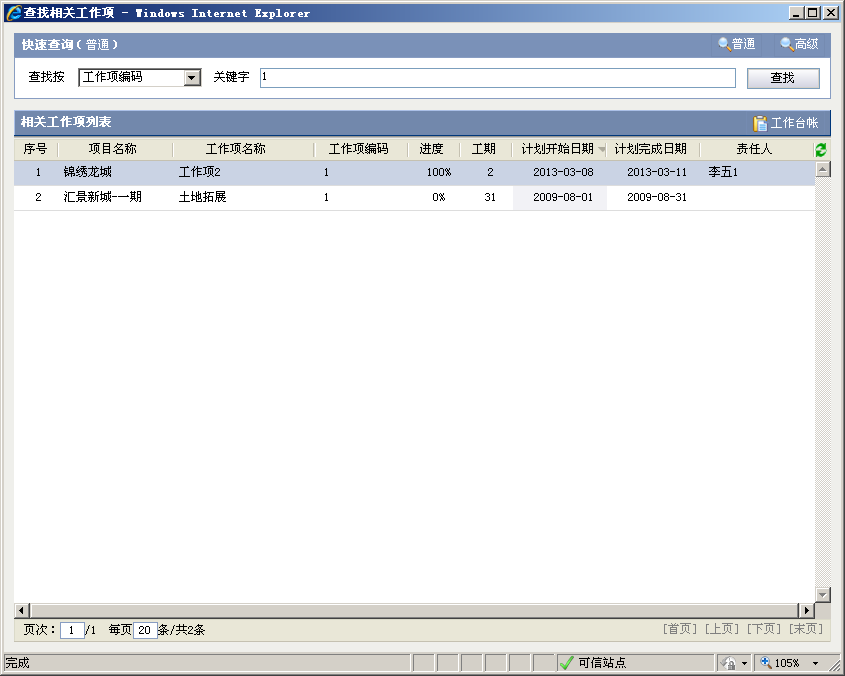 查找相关工作项 - Windows Internet Explorer
快速查询(普通) 普通 高级
查找按 工作项编码 关键字 1 查找
相关工作项列表 工作台帐
序号 项目名称 工作项名称 工作项编码 进度 工期 计划开始日期 计划完成日期 责任人
1 锦绣龙城 工作项2 1 100% 2 2013-03-08 2013-03-11 李五1
2 汇景新城-一期 土地拓展 1 0% 31 2009-08-01 2009-08-31
页次: 1 /1 每页 20 条/共2条 [首页] [上页] [下页] [末页]
完成 可信站点 105%